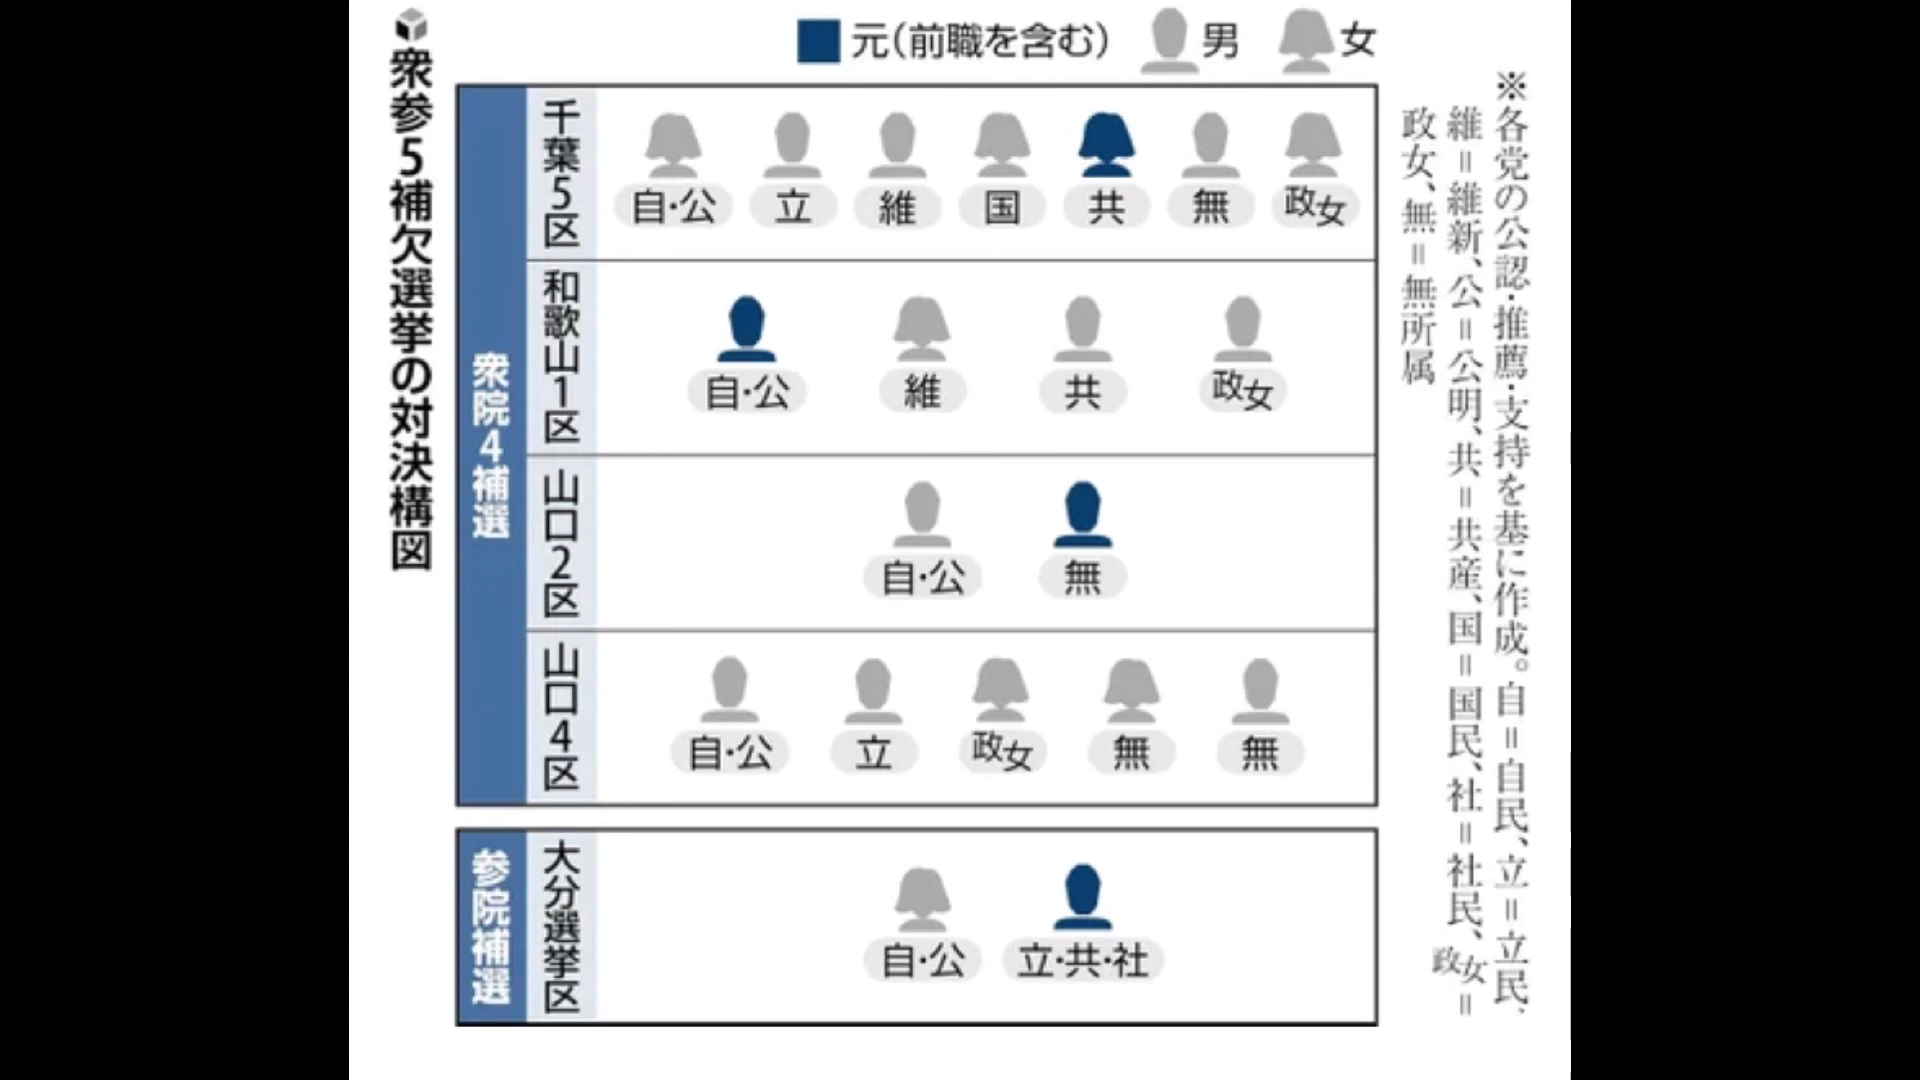 衆参5補欠選挙の対決構図
元(前職を含む) 男 女
衆院4補選
千葉5区
自・公 立 維 国 共 無 政女
和歌山1区
自・公 維 共 政女
山口2区
自・公 無
山口4区
自・公 立 政女 無 無
参院補選
大分選挙区
自・公 立・共・社
※各党の公認・推薦・支持を基に作成。自=自民、立=立民、
維=維新、公=公明、共=共産、国=国民、社=社民、政女=
政女、無=無所属